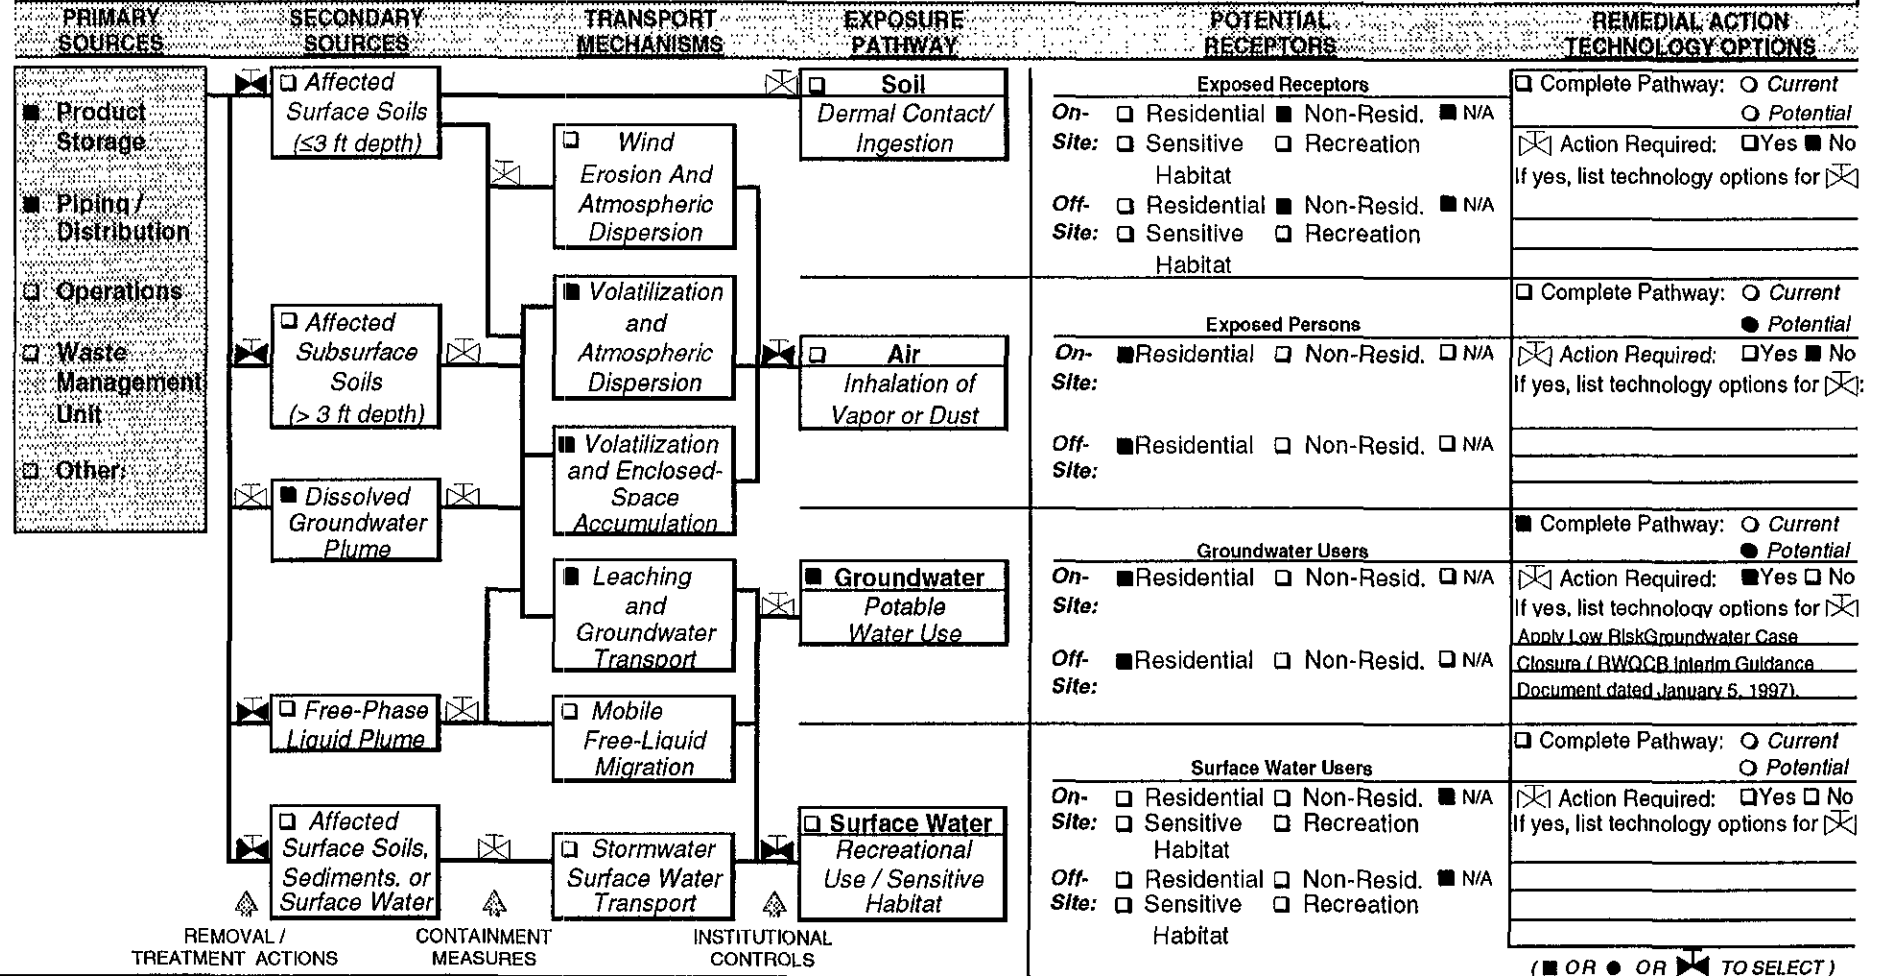 PRIMARY
SOURCES
SECONDARY
SOURCES
TRANSPORT
MECHANISMS
EXPOSURE
PATHWAY
POTENTIAL
RECEPTORS
REMEDIAL ACTION
TECHNOLOGY OPTIONS
■ Product
Storage
■ Piping /
Distribution
□ Operations
□ Waste
Management
Unit
□ Other:
□ Affected
Surface Soils
(≤3 ft depth)
□ Affected
Subsurface
Soils
(> 3 ft depth)
■ Dissolved
Groundwater
Plume
□ Free-Phase
Liquid Plume
□ Affected
Surface Soils,
Sediments. or
Surface Water
□ Wind
Erosion And
Atmospheric
Dispersion
■ Volatilization
and
Atmospheric
Dispersion
■ Volatilization
and Enclosed-
Space
Accumulation
■ Leaching
and
Groundwater
Transport
□ Mobile
Free-Liquid
Migration
□ Stormwater
Surface Water
Transport
□ Soil
Dermal Contact/
Ingestion
□ Air
Inhalation of
Vapor or Dust
■ Groundwater
Potable
Water Use
□ Surface Water
Recreational
Use / Sensitive
Habitat
Exposed Receptors
On- □ Residential ■ Non-Resid. ■ N/A
Site: □ Sensitive □ Recreation
Habitat
Off- □ Residential ■ Non-Resid. ■ N/A
Site: □ Sensitive □ Recreation
Habitat
□ Complete Pathway: ○ Current
○ Potential
Action Required: □Yes ■ No
If yes, list technology options for
Exposed Persons
On- ■Residential □ Non-Resid. □ N/A
Site:
Off- ■Residential □ Non-Resid. □ N/A
Site:
□ Complete Pathway: ○ Current
● Potential
Action Required: □Yes ■ No
If yes, list technology options for :
Groundwater Users
On- ■Residential □ Non-Resid. □ N/A
Site:
Off- ■Residential □ Non-Resid. □ N/A
Site:
■ Complete Pathway: ○ Current
● Potential
Action Required: ■Yes □ No
If yes, list technology options for
Apply Low RiskGroundwater Case
Closure ( RWQCB Interim Guidance
Document dated January 5, 1997).
Surface Water Users
On- □ Residential □ Non-Resid. ■ N/A
Site: □ Sensitive □ Recreation
Habitat
Off- □ Residential □ Non-Resid. ■ N/A
Site: □ Sensitive □ Recreation
Habitat
□ Complete Pathway: ○ Current
○ Potential
Action Required: □Yes □ No
If yes, list technology options for
REMOVAL /
TREATMENT ACTIONS
CONTAINMENT
MEASURES
INSTITUTIONAL
CONTROLS
( ■ OR ● OR TO SELECT )